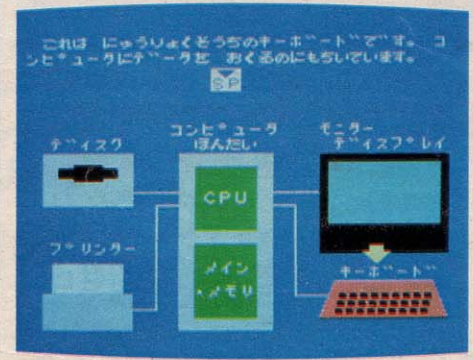 これは にゅうりょくそうちのキーボードです。 コ
ンピュータにデータを おくるのにもちいています。
SP
ディスク
コンピュータ
ほんたい
モニター
ディスプレイ
CPU
メイン
メモリ
プリンター
キーボード